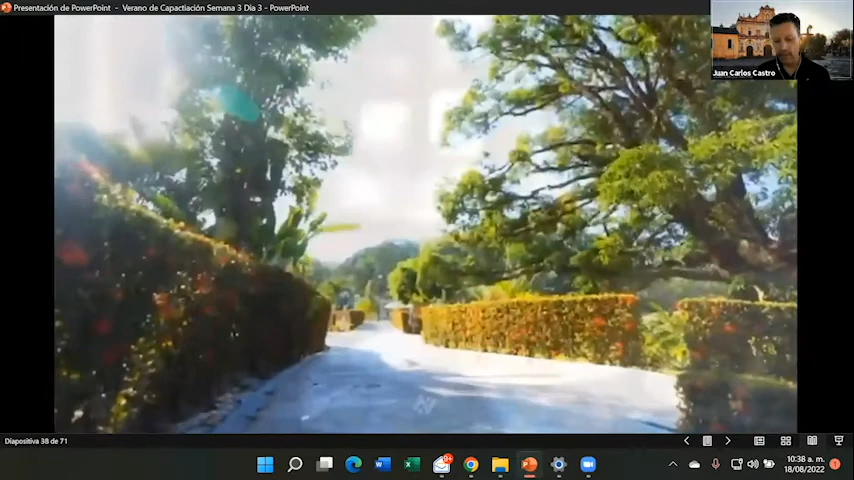 Presentación de PowerPoint - Verano de Capactiación Semana 3 Día 3 - PowerPoint
Juan Carlos Castro
Diapositiva 38 de 71
10:38 a. m.
18/08/2022